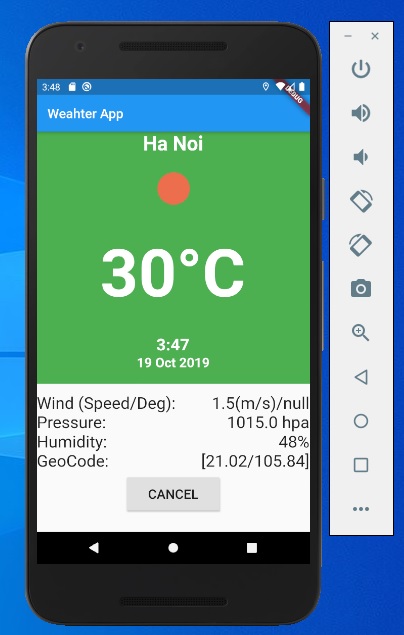 3:48
DEBUG
Weahter App
Ha Noi
30°C
3:47
19 Oct 2019
Wind (Speed/Deg): 1.5(m/s)/null
Pressure: 1015.0 hpa
Humidity: 48%
GeoCode: [21.02/105.84]
CANCEL